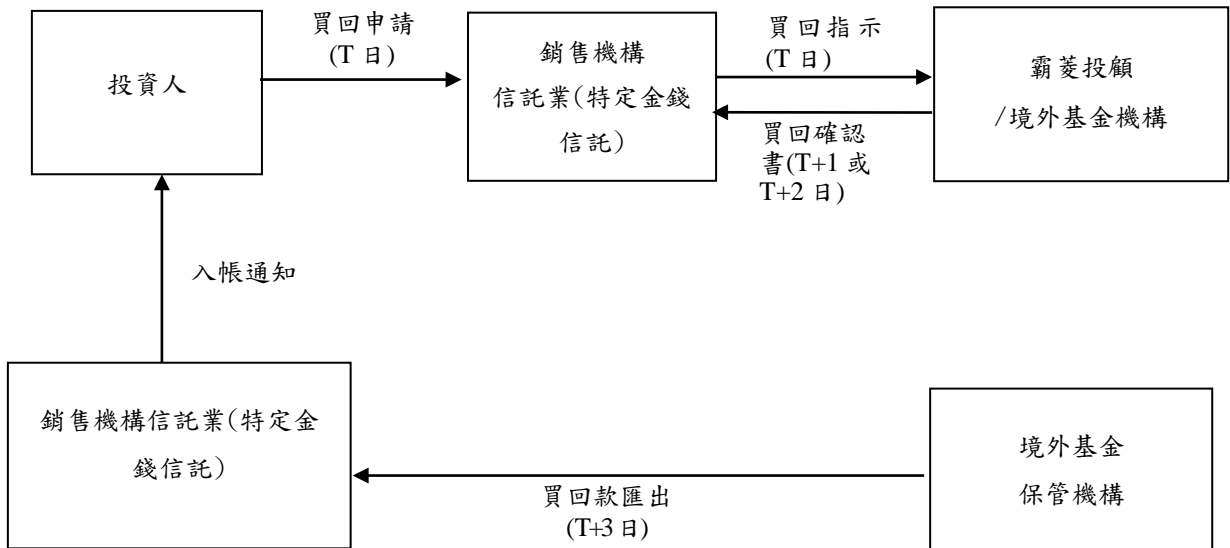 投資人
買回申請
(T 日)
銷售機構
信託業(特定金錢
信託)
買回指示
(T 日)
買回確認
書(T+1 或
T+2 日)
霸菱投顧
/境外基金機構
入帳通知
銷售機構信託業(特定金
錢信託)
買回款匯出
(T+3 日)
境外基金
保管機構